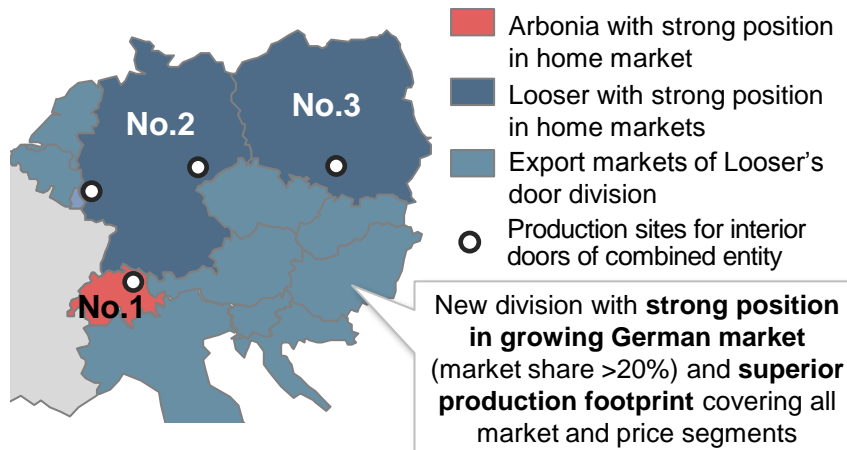 No.2
No.3
No.1
Arbonia with strong position
in home market
Looser with strong position
in home markets
Export markets of Looser's
door division
Production sites for interior
doors of combined entity
New division with strong position
in growing German market
(market share >20%) and superior
production footprint covering all
market and price segments